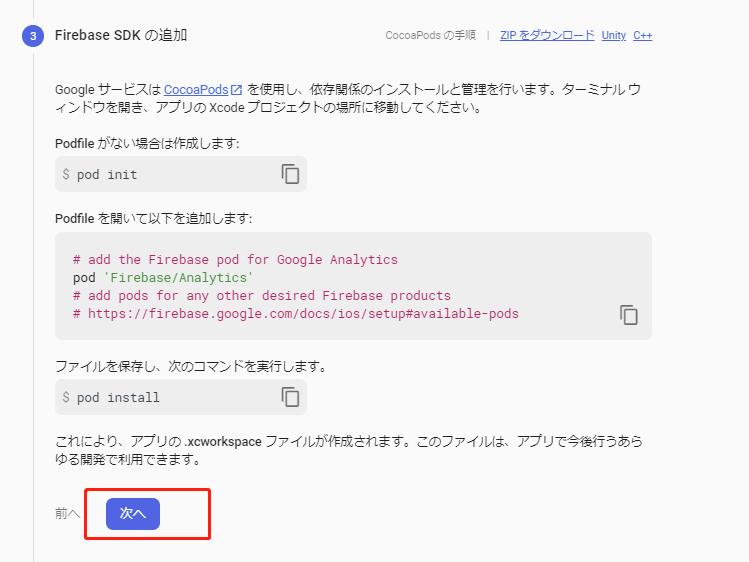 3 Firebase SDK の追加 CocoaPods の手順 | ZIP をダウンロード Unity C++
Google サービスは CocoaPods を使用し、依存関係のインストールと管理を行います。ターミナル ウ
ィンドウを開き、アプリの Xcode プロジェクトの場所に移動してください。
Podfile がない場合は作成します:
$ pod init
Podfile を開いて以下を追加します:
# add the Firebase pod for Google Analytics
pod 'Firebase/Analytics'
# add pods for any other desired Firebase products
# https://firebase.google.com/docs/ios/setup#available-pods
ファイルを保存し、次のコマンドを実行します。
$ pod install
これにより、アプリの .xcworkspace ファイルが作成されます。このファイルは、アプリで今後行うあら
ゆる開発で利用できます。
前へ 次へ